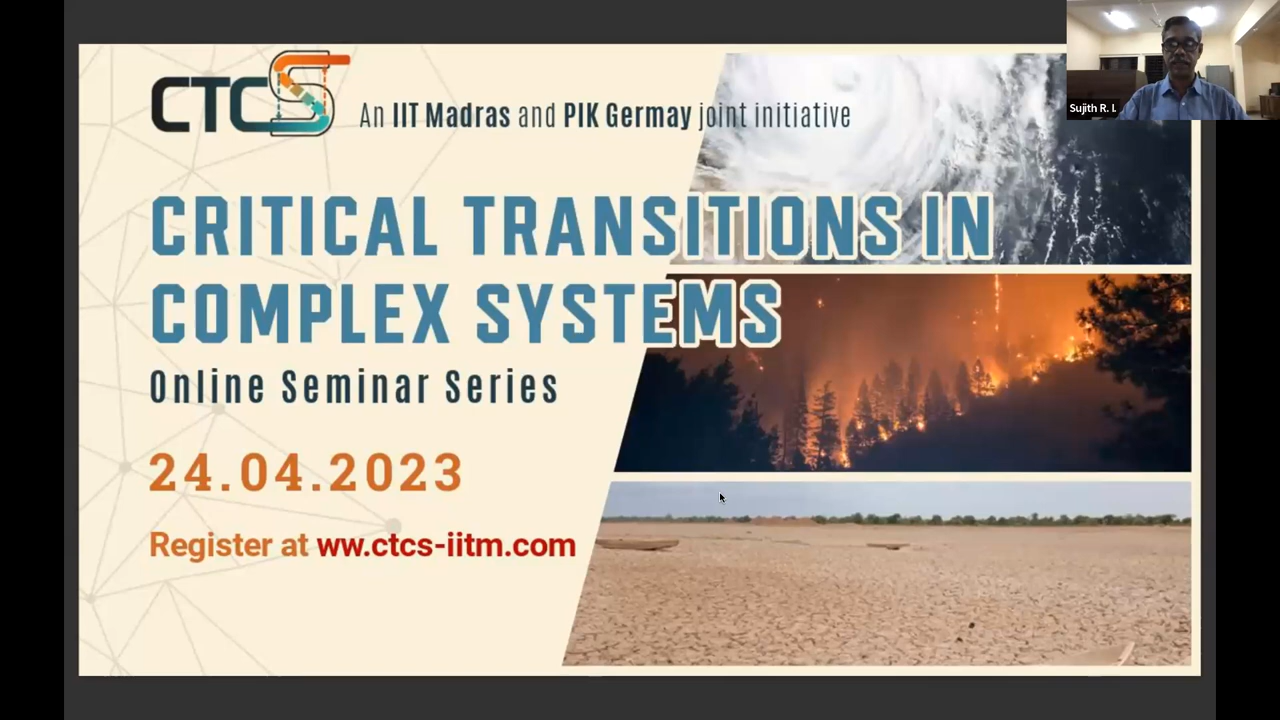 CTCS
An IIT Madras and PIK Germay joint initiative
CRITICAL TRANSITIONS IN
COMPLEX SYSTEMS
Online Seminar Series
24.04.2023
Register at ww.ctcs-iitm.com
Sujith R. I.